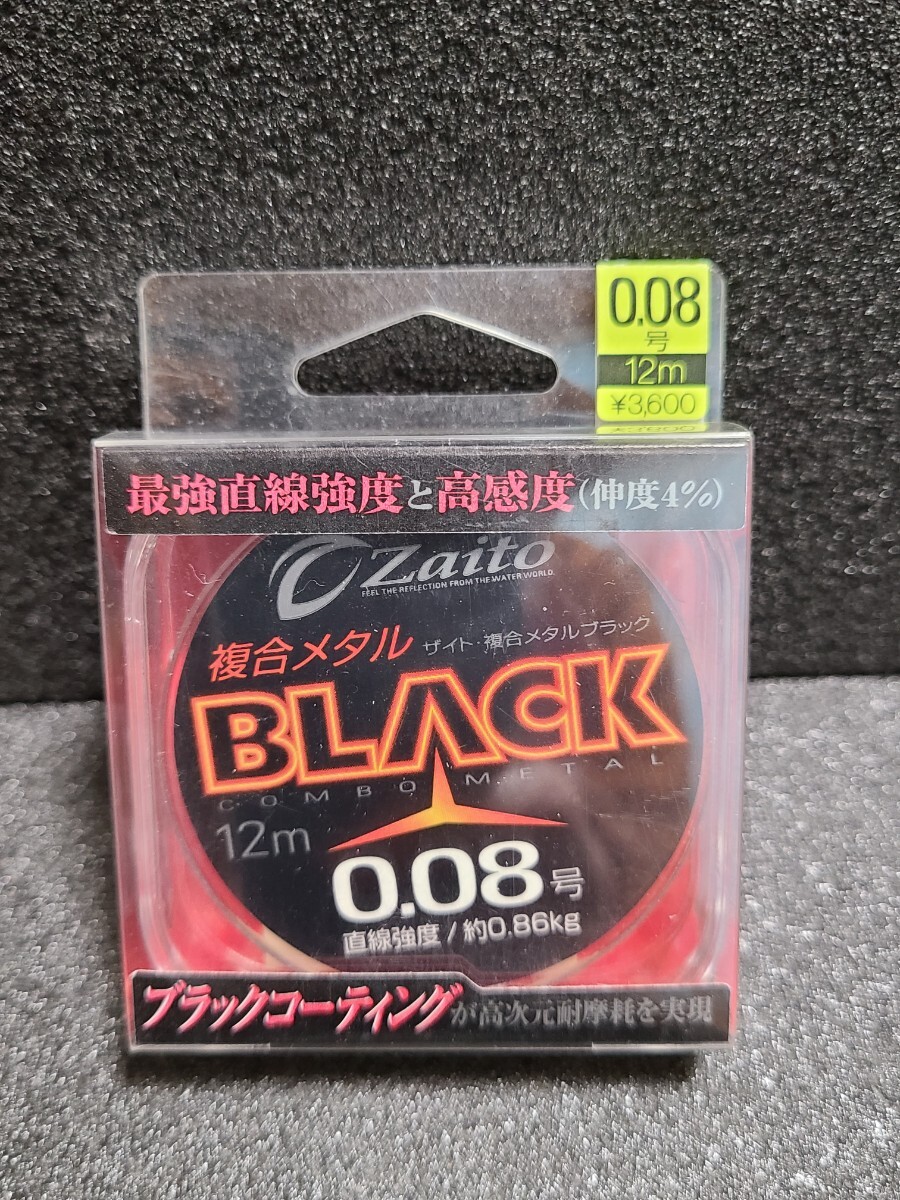 0.08
号
12m
¥3,600
最強直線強度と高感度(伸度4%)
Zaito
FEEL THE REFLECTION FROM THE WATER WORLD.
複合メタル ザイト・複合メタルブラック
BLACK
COMBO METAL
12m
0.08号
直線強度/約0.86kg
ブラックコーティングが高次元耐摩耗を実現